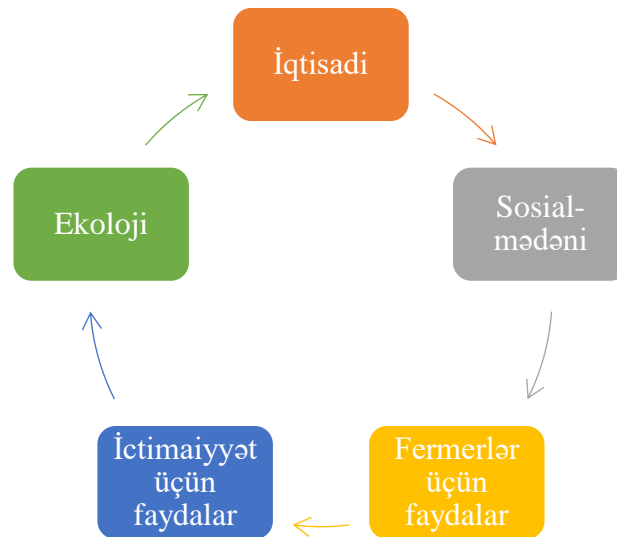 İqtisadi
Sosial-
mədəni
Fermerlər
üçün
faydalar
İctimaiyyət
üçün
faydalar
Ekoloji